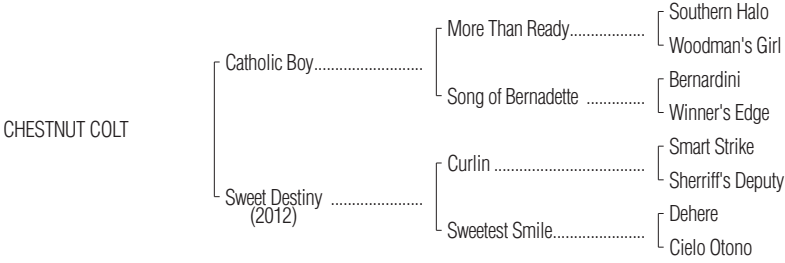 Southern Halo
More Than Ready..................
Woodman's Girl
Catholic Boy..........................
Bernardini
Song of Bernadette ..............
Winner's Edge
CHESTNUT COLT
Smart Strike
Curlin ....................................
Sherriff's Deputy
Sweet Destiny ......................
(2012)
Dehere
Sweetest Smile......................
Cielo Otono